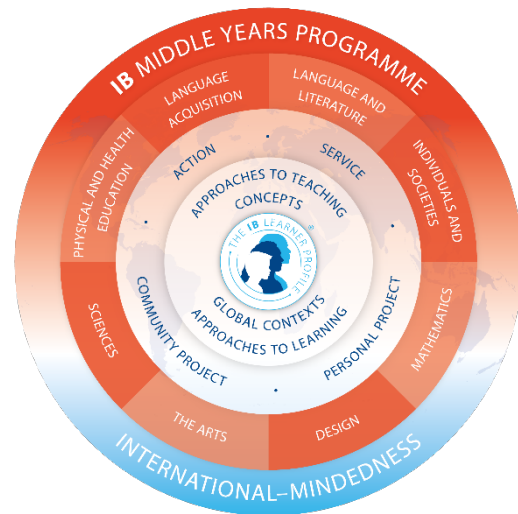 IB MIDDLE YEARS PROGRAMME
LANGUAGE
ACQUISITION
LANGUAGE AND
LITERATURE
INDIVIDUALS AND
SOCIETIES
MATHEMATICS
DESIGN
THE ARTS
SCIENCES
PHYSICAL AND HEALTH
EDUCATION
ACTION
SERVICE
PERSONAL PROJECT
COMMUNITY PROJECT
APPROACHES TO TEACHING
CONCEPTS
THE IB LEARNER PROFILE
®
GLOBAL CONTEXTS
APPROACHES TO LEARNING
INTERNATIONAL–MINDEDNESS